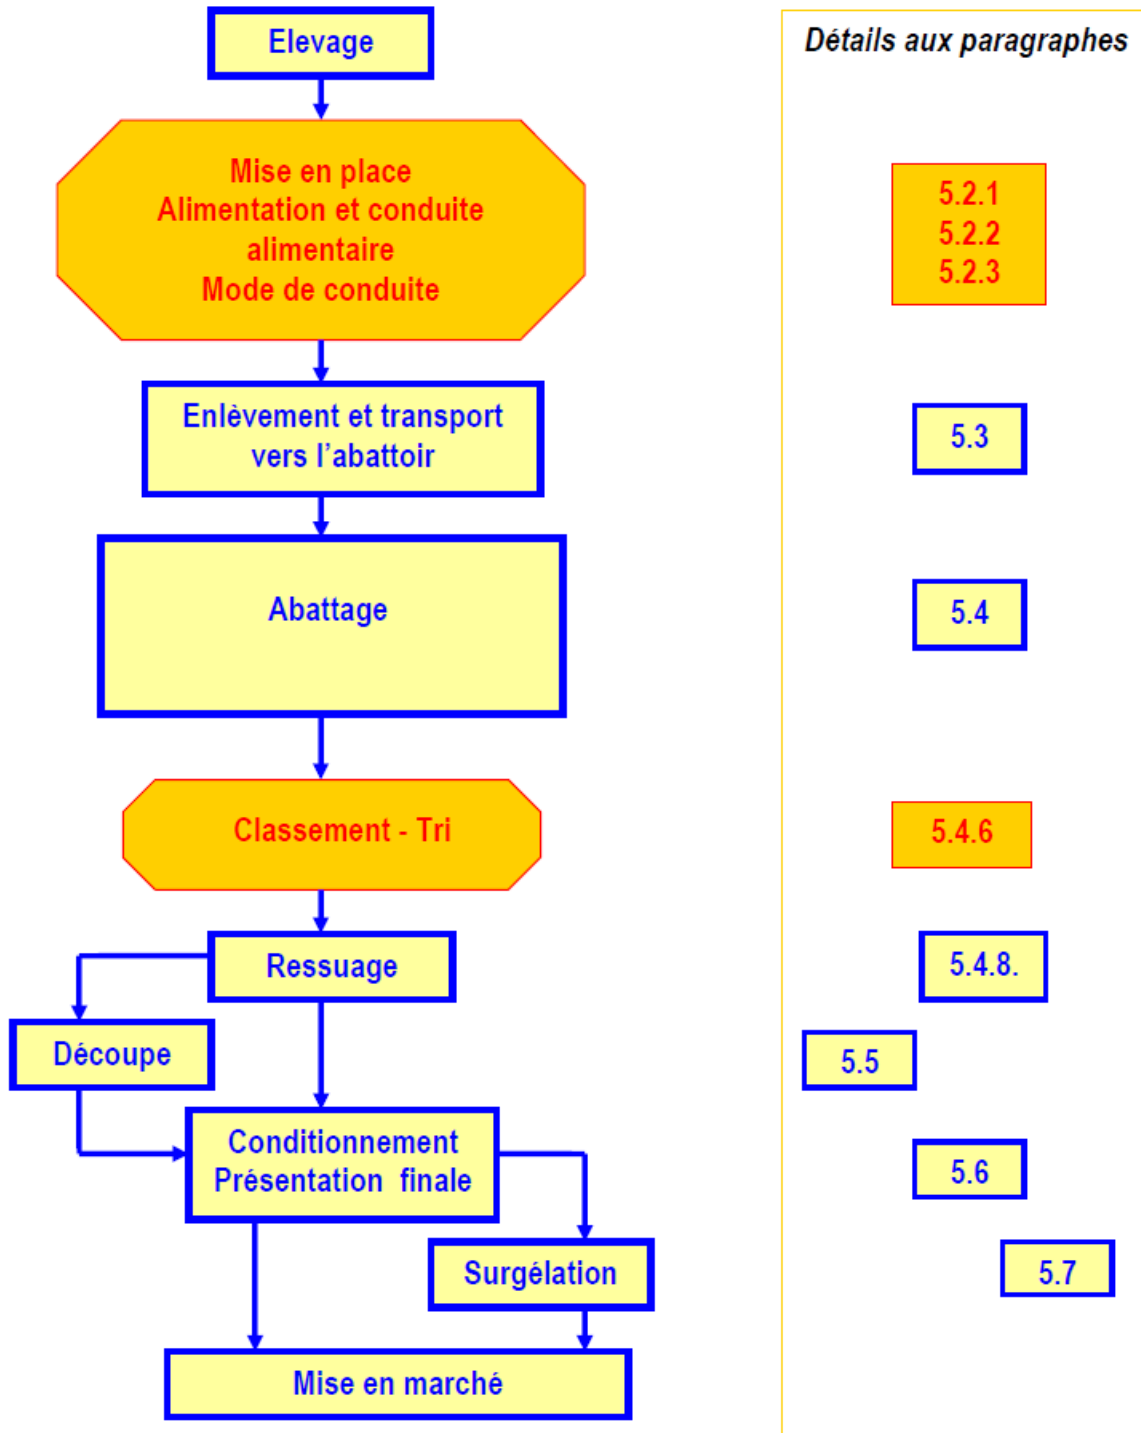 Elevage
Détails aux paragraphes
Mise en place
Alimentation et conduite
alimentaire
Mode de conduite
5.2.1
5.2.2
5.2.3
Enlèvement et transport
vers l'abattoir
5.3
Abattage
5.4
Classement - Tri
5.4.6
Ressuage
5.4.8.
Découpe
5.5
Conditionnement
Présentation finale
5.6
Surgélation
5.7
Mise en marché